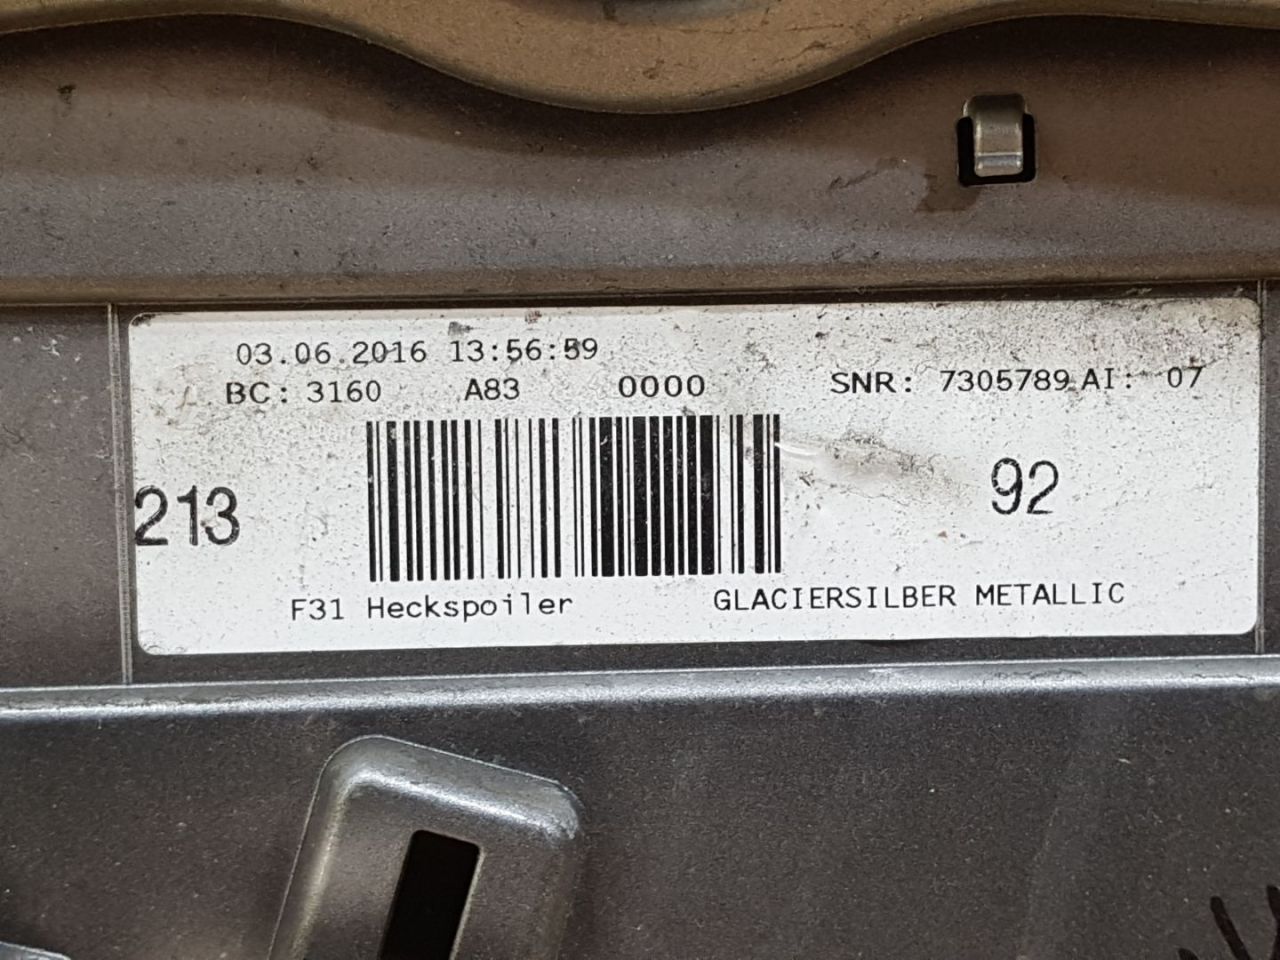 03.06.2016 13:56:59
BC: 3160 A83 0000 SNR: 7305789 AI: 07
213 92
F31 Heckspoiler GLACIERSILBER METALLIC